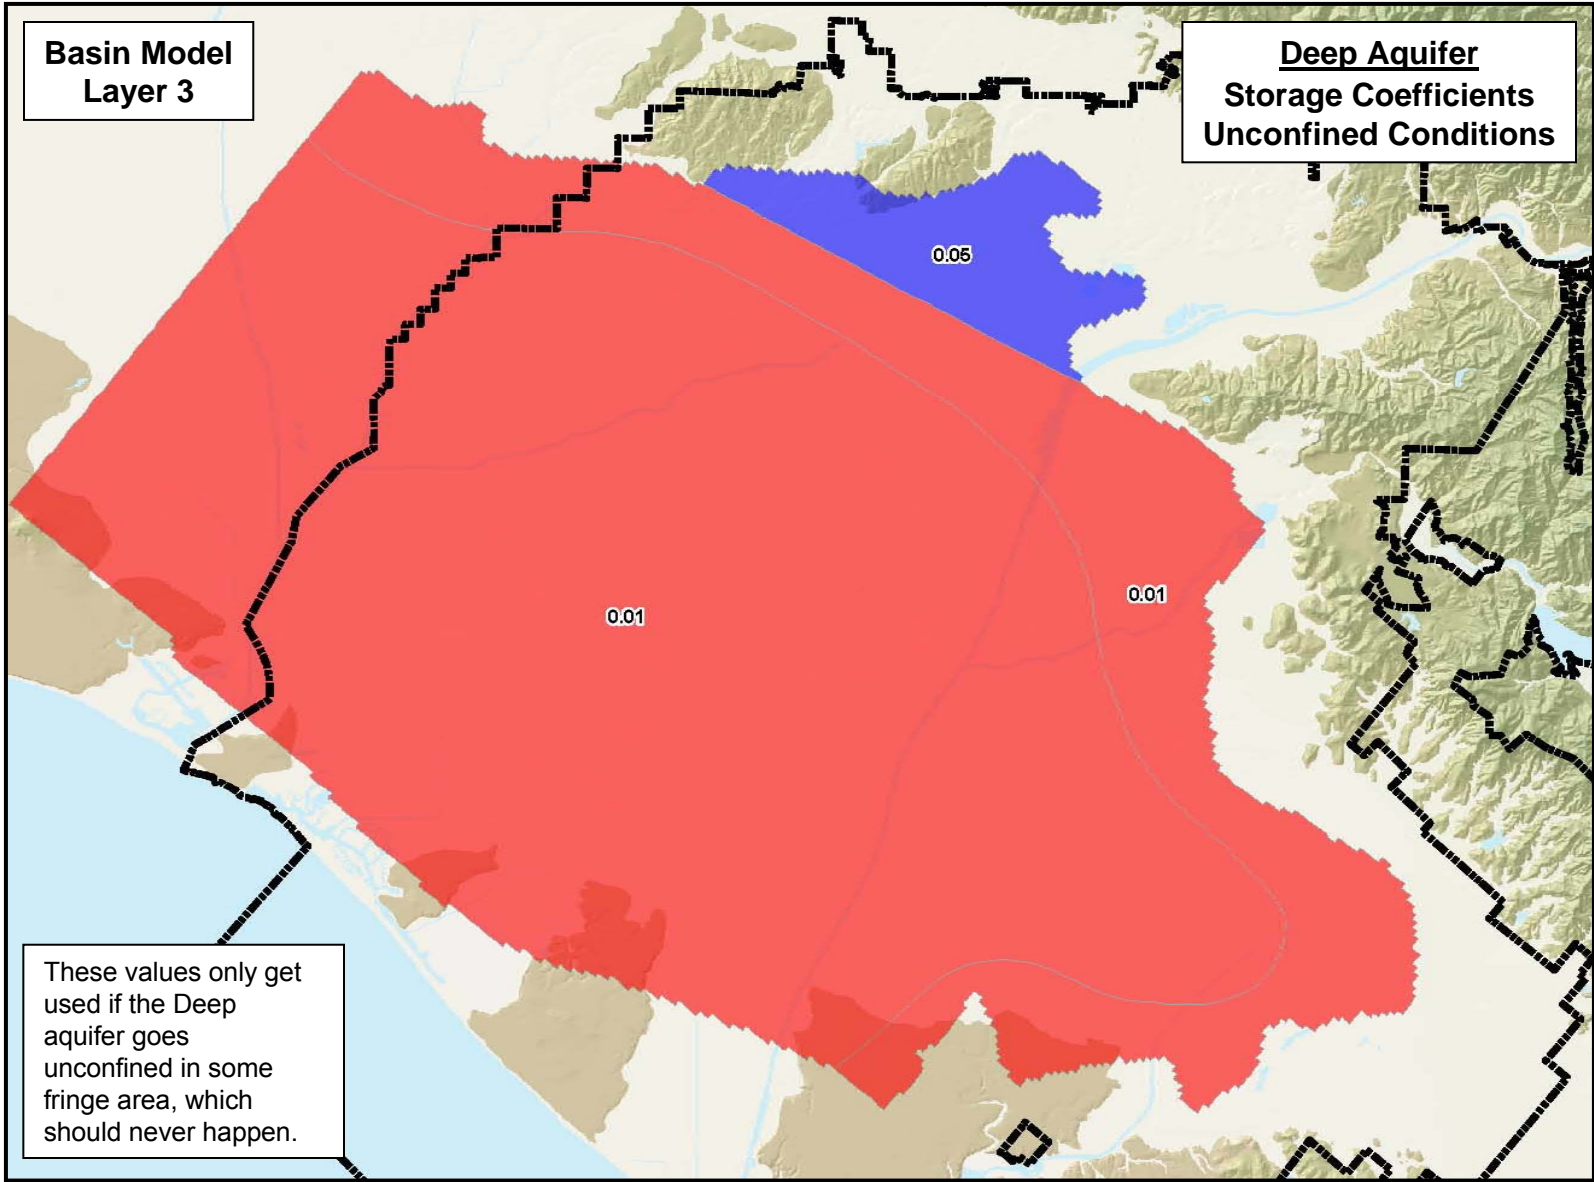 Basin Model
Layer 3
Deep Aquifer
Storage Coefficients
Unconfined Conditions
0.05
0.01
0.01
These values only get
used if the Deep
aquifer goes
unconfined in some
fringe area, which
should never happen.